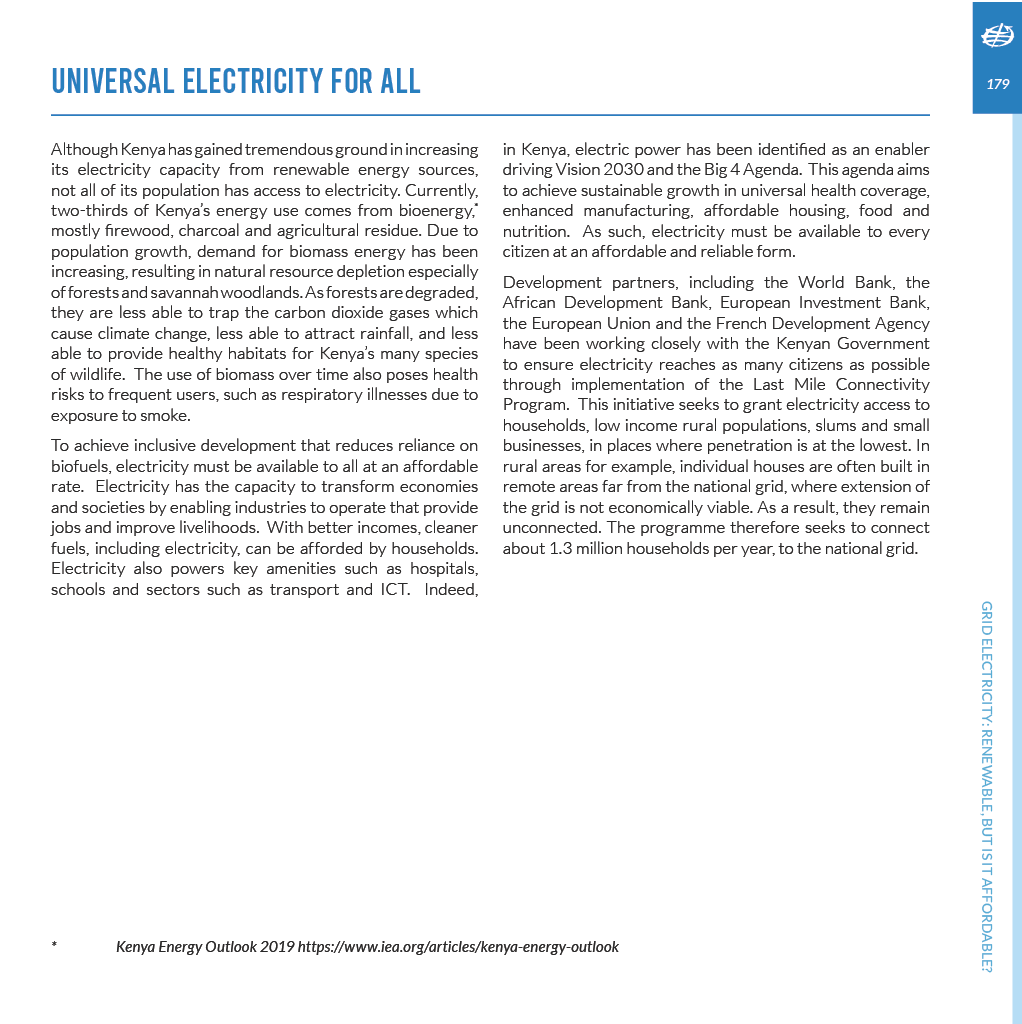 179
UNIVERSAL ELECTRICITY FOR ALL
Although Kenya has gained tremendous ground in increasing
its electricity capacity from renewable energy sources,
not all of its population has access to electricity. Currently,
two-thirds of Kenya's energy use comes from bioenergy,*
mostly firewood, charcoal and agricultural residue. Due to
population growth, demand for biomass energy has been
increasing, resulting in natural resource depletion especially
of forests and savannah woodlands. As forests are degraded,
they are less able to trap the carbon dioxide gases which
cause climate change, less able to attract rainfall, and less
able to provide healthy habitats for Kenya's many species
of wildlife. The use of biomass over time also poses health
risks to frequent users, such as respiratory illnesses due to
exposure to smoke.
To achieve inclusive development that reduces reliance on
biofuels, electricity must be available to all at an affordable
rate. Electricity has the capacity to transform economies
and societies by enabling industries to operate that provide
jobs and improve livelihoods. With better incomes, cleaner
fuels, including electricity, can be afforded by households.
Electricity also powers key amenities such as hospitals,
schools and sectors such as transport and ICT. Indeed,
in Kenya, electric power has been identified as an enabler
driving Vision 2030 and the Big 4 Agenda. This agenda aims
to achieve sustainable growth in universal health coverage,
enhanced manufacturing, affordable housing, food and
nutrition. As such, electricity must be available to every
citizen at an affordable and reliable form.
Development partners, including the World Bank, the
African Development Bank, European Investment Bank,
the European Union and the French Development Agency
have been working closely with the Kenyan Government
to ensure electricity reaches as many citizens as possible
through implementation of the Last Mile Connectivity
Program. This initiative seeks to grant electricity access to
households, low income rural populations, slums and small
businesses, in places where penetration is at the lowest. In
rural areas for example, individual houses are often built in
remote areas far from the national grid, where extension of
the grid is not economically viable. As a result, they remain
unconnected. The programme therefore seeks to connect
about 1.3 million households per year, to the national grid.
GRID ELECTRICITY: RENEWABLE, BUT IS IT AFFORDABLE?
* Kenya Energy Outlook 2019 https://www.iea.org/articles/kenya-energy-outlook